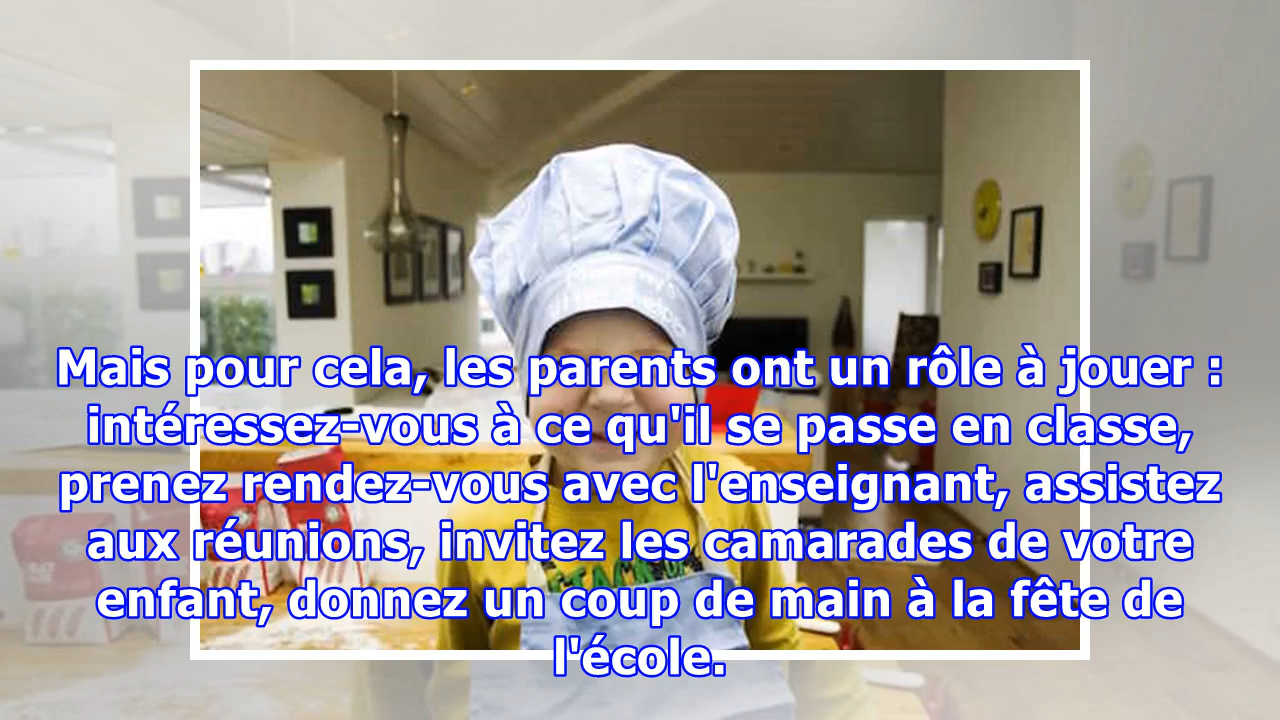 Mais pour cela, les parents ont un rôle à jouer :
intéressez-vous à ce qu'il se passe en classe,
prenez rendez-vous avec l'enseignant, assistez
aux réunions, invitez les camarades de votre
enfant, donnez un coup de main à la fête de
l'école.